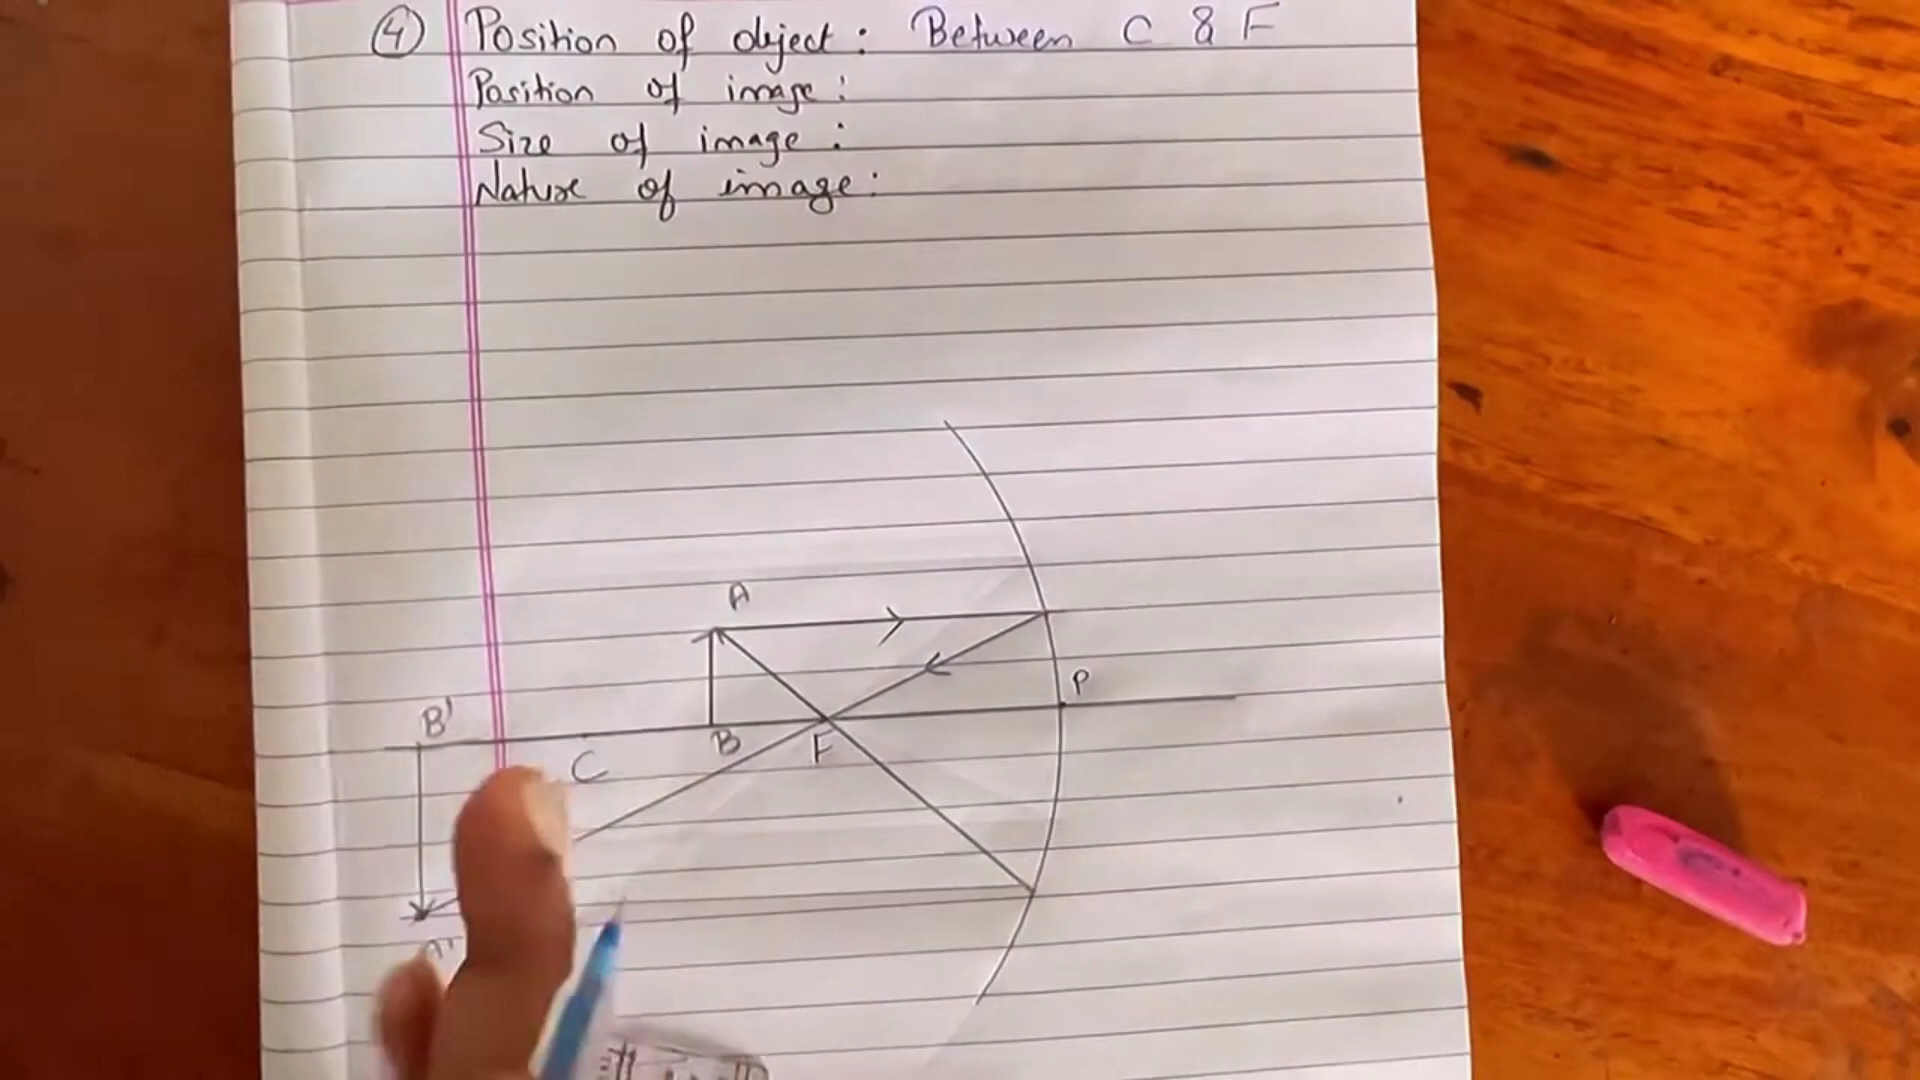 ④ Position of object: Between C & F
Position of image:
Size of image:
Nature of image:
A
P
B'
B
F
C
A'